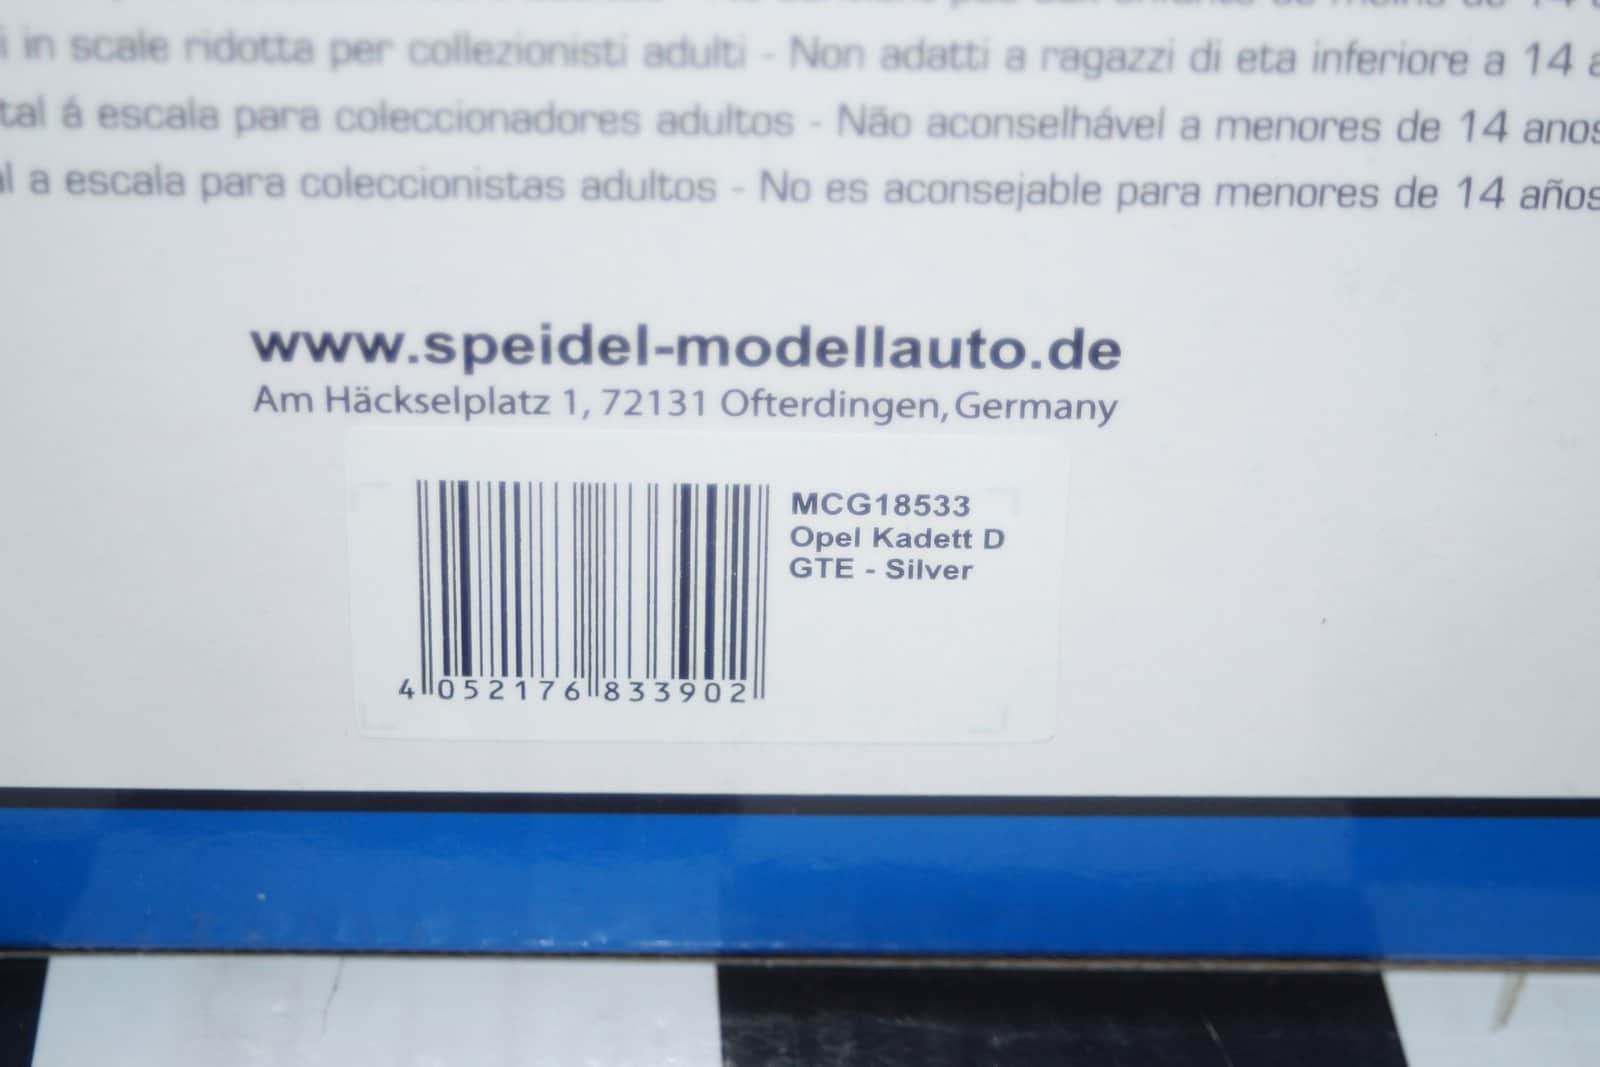 in scale ridotta per collezionisti adulti - Non adatti a ragazzi di eta inferiore a 14
á escala para coleccionadores adultos - Não aconselhável a menores de 14 anos
a escala para coleccionistas adultos - No es aconsejable para menores de 14 años
www.speidel-modellauto.de
Am Häckselplatz 1, 72131 Ofterdingen, Germany
MCG18533
Opel Kadett D
GTE - Silver
4 052176 833902